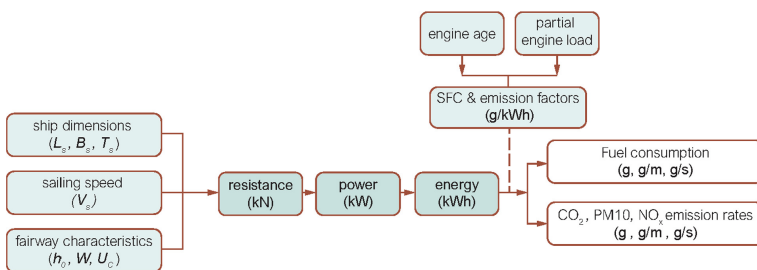 engine age
partial
engine load
SFC & emission factors
(g/kWh)
ship dimensions
(Ls, Bs, Ts)
sailing speed
(Vs)
fairway characteristics
(h0, W, UC)
resistance
(kN)
power
(kW)
energy
(kWh)
Fuel consumption
(g, g/m, g/s)
CO2, PM10, NOx emission rates
(g , g/m , g/s)